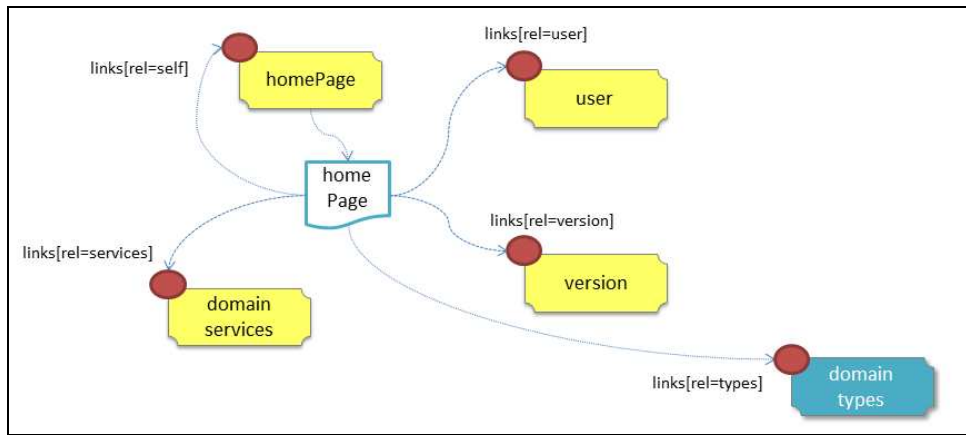 links[rel=user]
links[rel=self]
homePage
user
home
Page
links[rel=version]
links[rel=services]
version
domain
services
domain
types
links[rel=types]